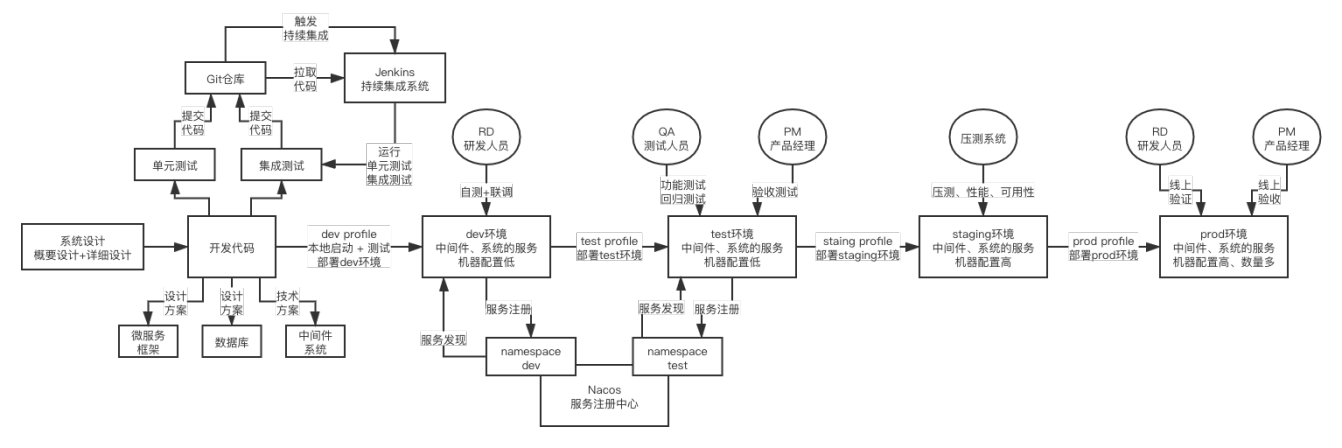 触发
持续集成
Git仓库
拉取
代码
Jenkins
持续集成系统
提交
代码
提交
代码
运行
单元测试
集成测试
单元测试
集成测试
RD
研发人员
QA
测试人员
PM
产品经理
压测系统
RD
研发人员
PM
产品经理
自测+联调
功能测试
回归测试
验收测试
压测、性能、可用性
线上
验证
线上
验收
系统设计
概要设计+详细设计
开发代码
dev profile
本地启动 + 测试
部署dev环境
dev环境
中间件、系统的服务
机器配置低
test profile
部署test环境
test环境
中间件、系统的服务
机器配置低
staing profile
部署staging环境
staging环境
中间件、系统的服务
机器配置高
prod profile
部署prod环境
prod环境
中间件、系统的服务
机器配置高、数量多
设计
方案
设计
方案
技术
方案
微服务
框架
数据库
中间件
系统
服务发现
服务注册
服务发现
服务注册
namespace
dev
namespace
test
Nacos
服务注册中心